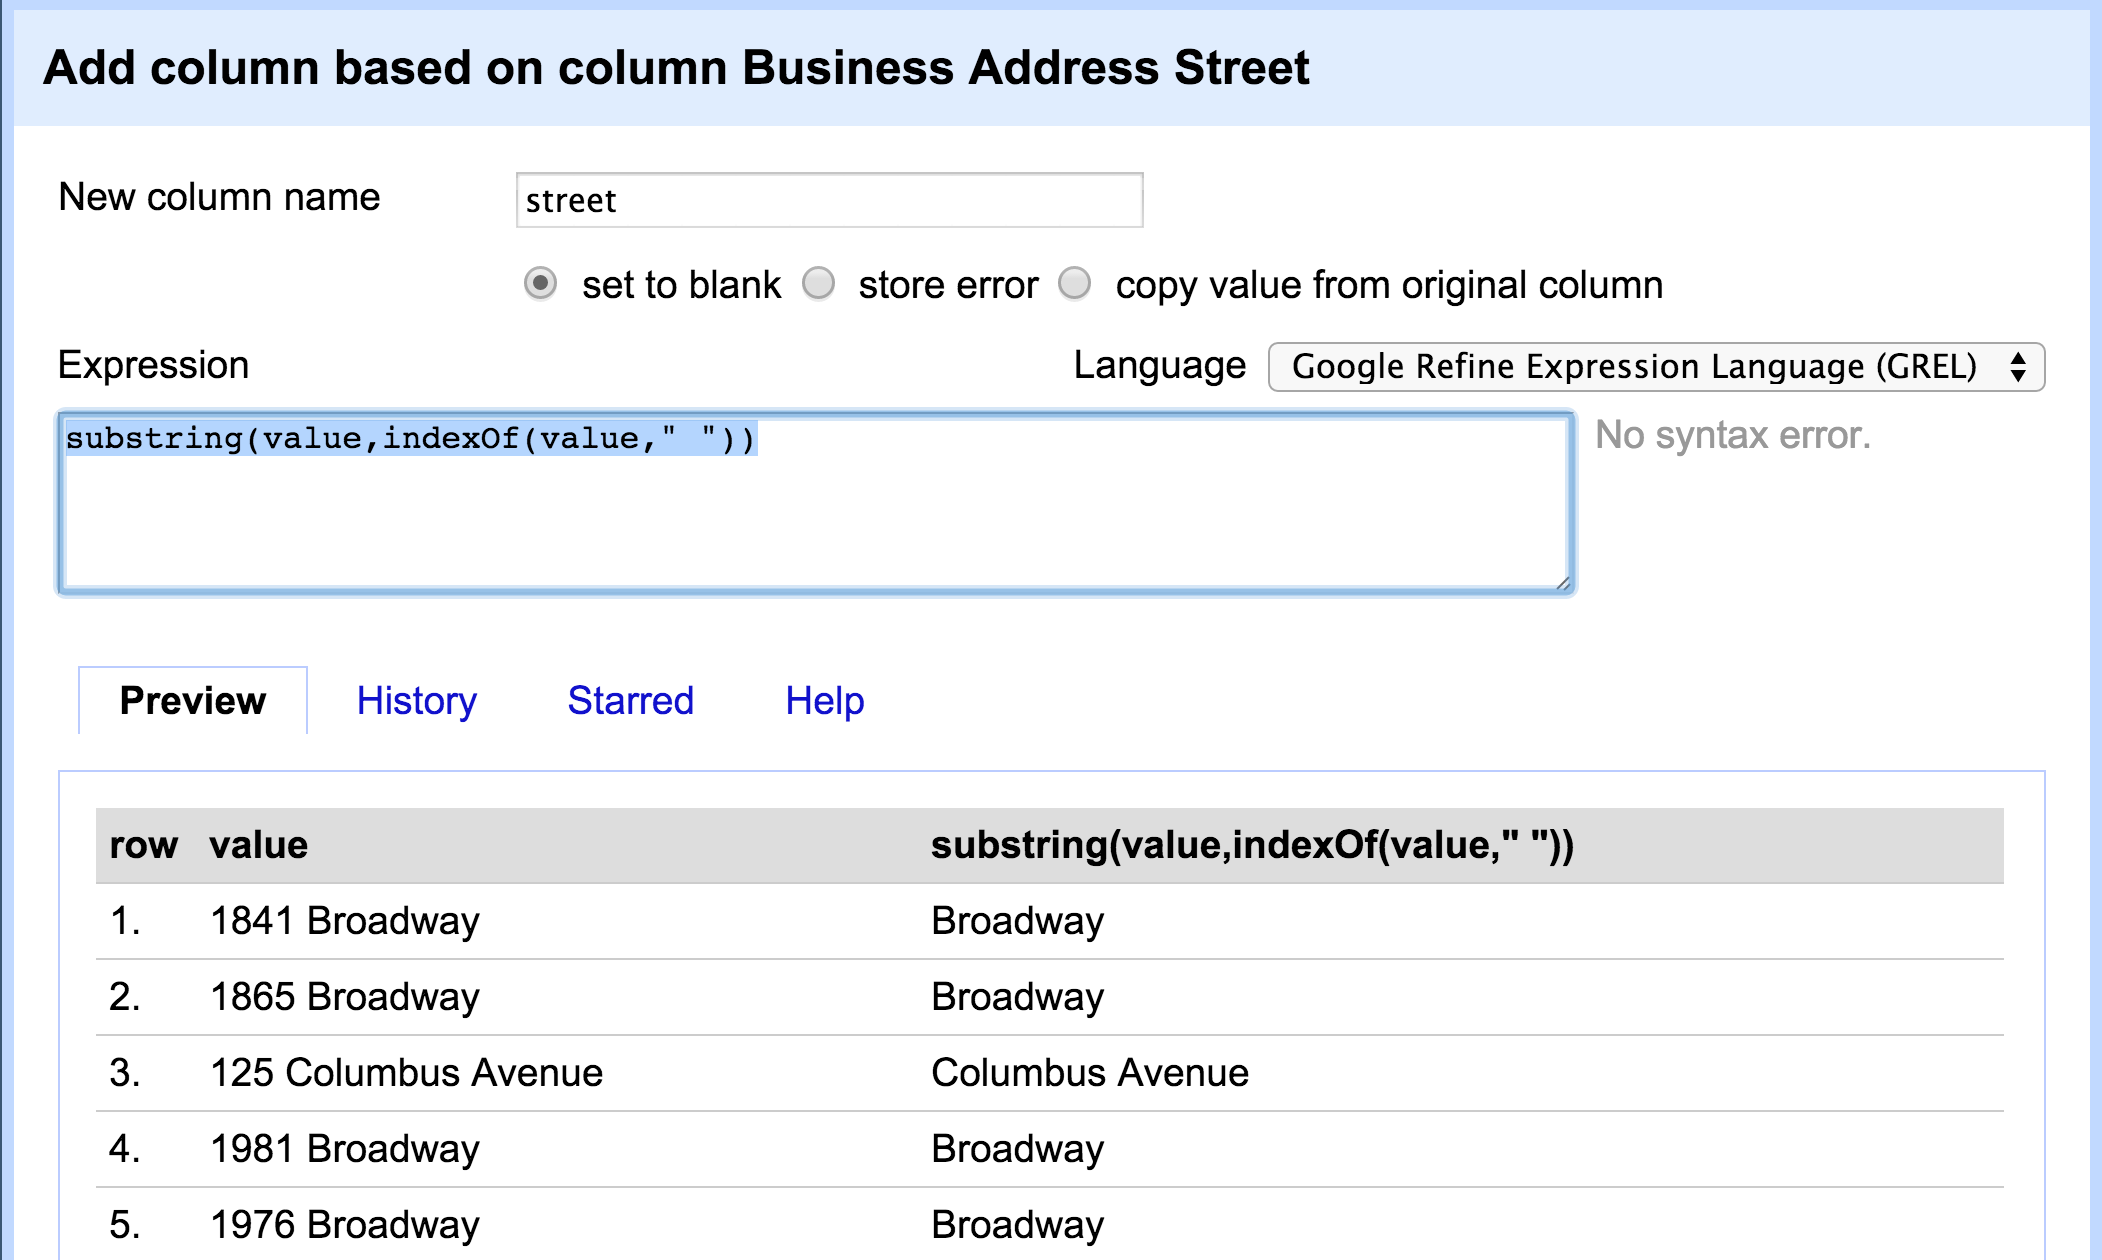 Add column based on column Business Address Street
New column name street
set to blank store error copy value from original column
Expression Language Google Refine Expression Language (GREL)
substring(value,indexOf(value," ")) No syntax error.
Preview History Starred Help
row value substring(value,indexOf(value," "))
1. 1841 Broadway Broadway
2. 1865 Broadway Broadway
3. 125 Columbus Avenue Columbus Avenue
4. 1981 Broadway Broadway
5. 1976 Broadway Broadway